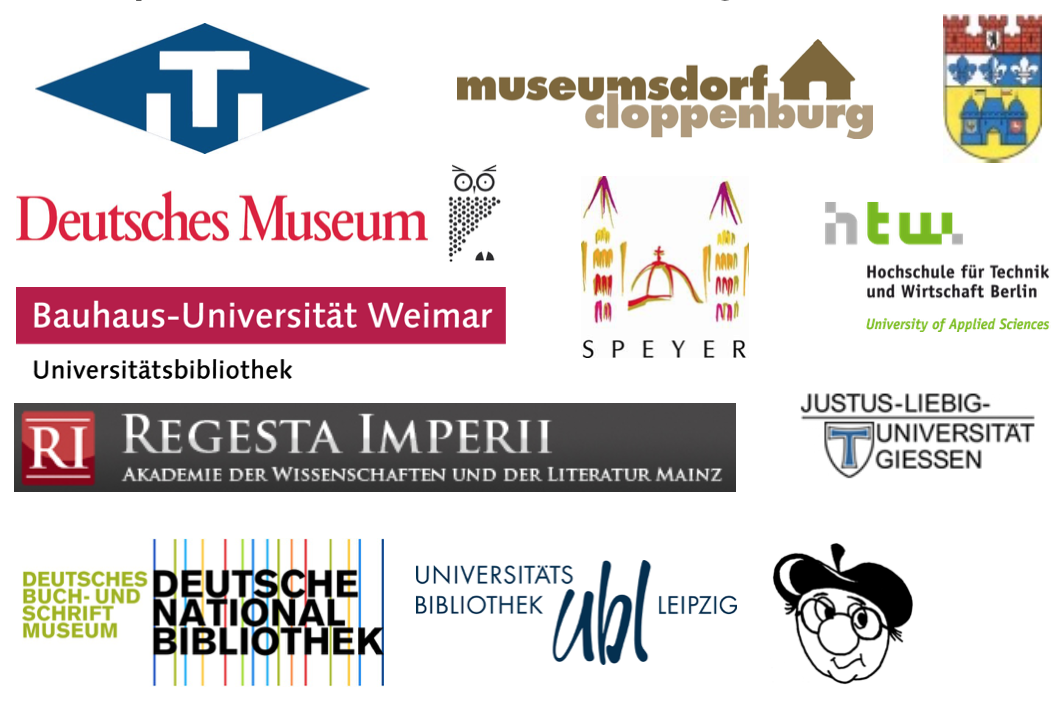 TU
museumsdorf
cloppenburg
Deutsches Museum
SPEYER
htw.
Hochschule für Technik
und Wirtschaft Berlin
University of Applied Sciences
Bauhaus-Universität Weimar
Universitätsbibliothek
RI
REGESTA IMPERII
AKADEMIE DER WISSENSCHAFTEN UND DER LITERATUR MAINZ
JUSTUS-LIEBIG-
UNIVERSITÄT
GIESSEN
DEUTSCHES
BUCH- UND
SCHRIFT
MUSEUM
DEUTSCHE
NATIONAL
BIBLIOTHEK
UNIVERSITÄTS
BIBLIOTHEK
ubl
LEIPZIG